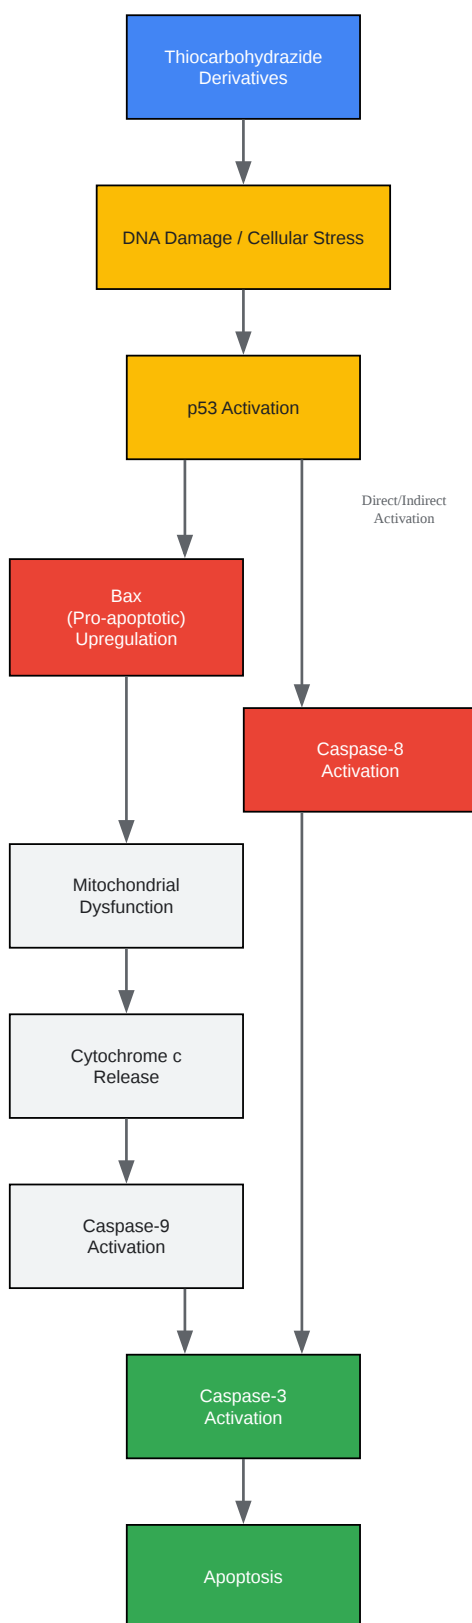 Thiocarbohydrazide
Derivatives
DNA Damage / Cellular Stress
p53 Activation
Direct/Indirect
Activation
Bax
(Pro-apoptotic)
Upregulation
Caspase-8
Activation
Mitochondrial
Dysfunction
Cytochrome c
Release
Caspase-9
Activation
Caspase-3
Activation
Apoptosis